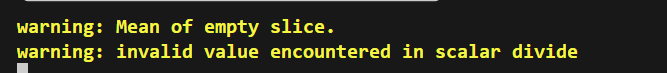 warning: Mean of empty slice.
warning: invalid value encountered in scalar divide